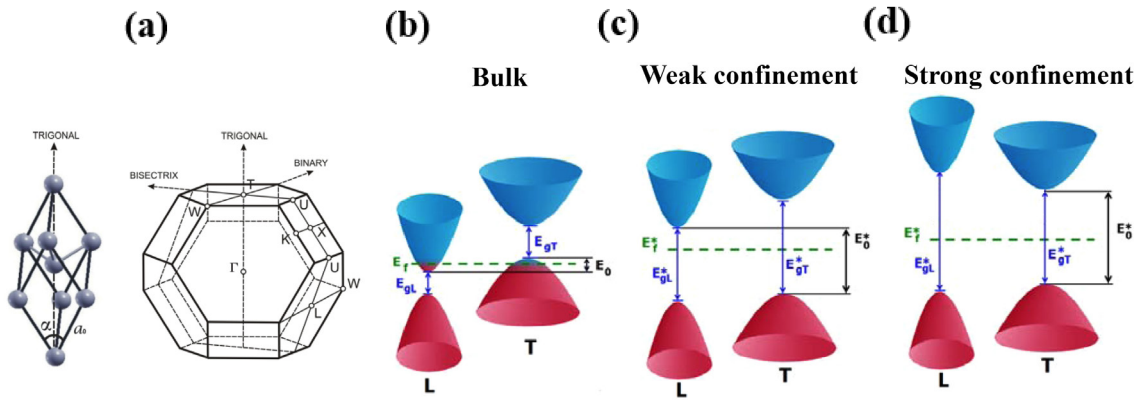 (a)
TRIGONAL
α
a₀
TRIGONAL
BINARY
BISECTRIX
T
W
U
K
X
Γ
U
W
L
(b)
Bulk
E_gT
E_f
E_0
E_gL
L
T
(c)
Weak confinement
E*_f
E*_0
E*_gL
E*_gT
L
T
(d)
Strong confinement
E*_f
E*_0
E*_gL
E*_gT
L
T